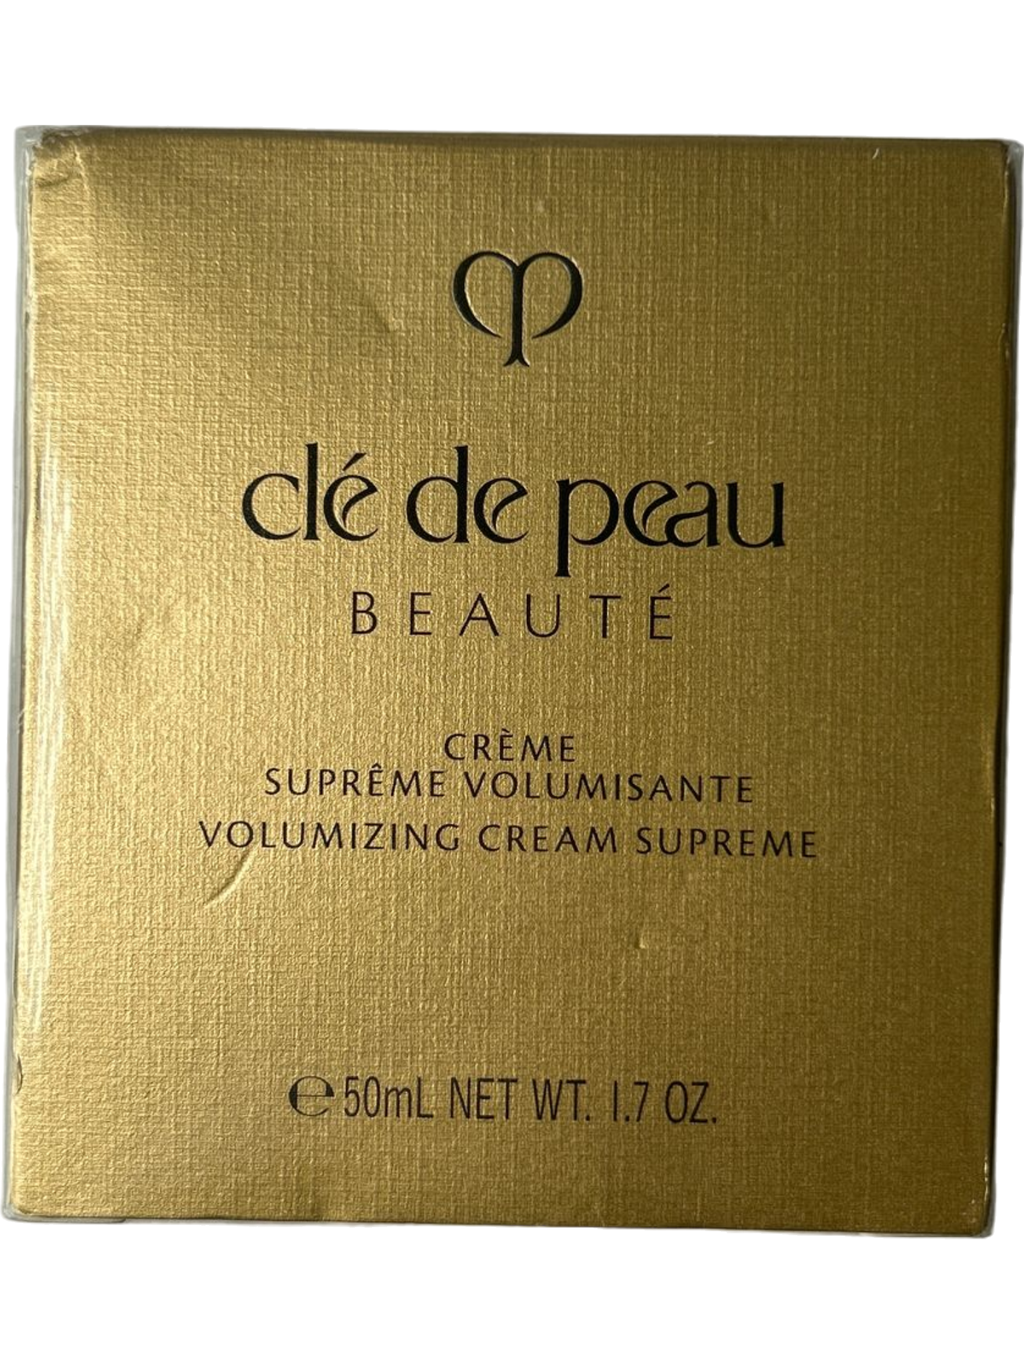 clé de peau
BEAUTÉ
CRÈME
SUPRÊME VOLUMISANTE
VOLUMIZING CREAM SUPREME
℮50mL NET WT. 1.7 OZ.